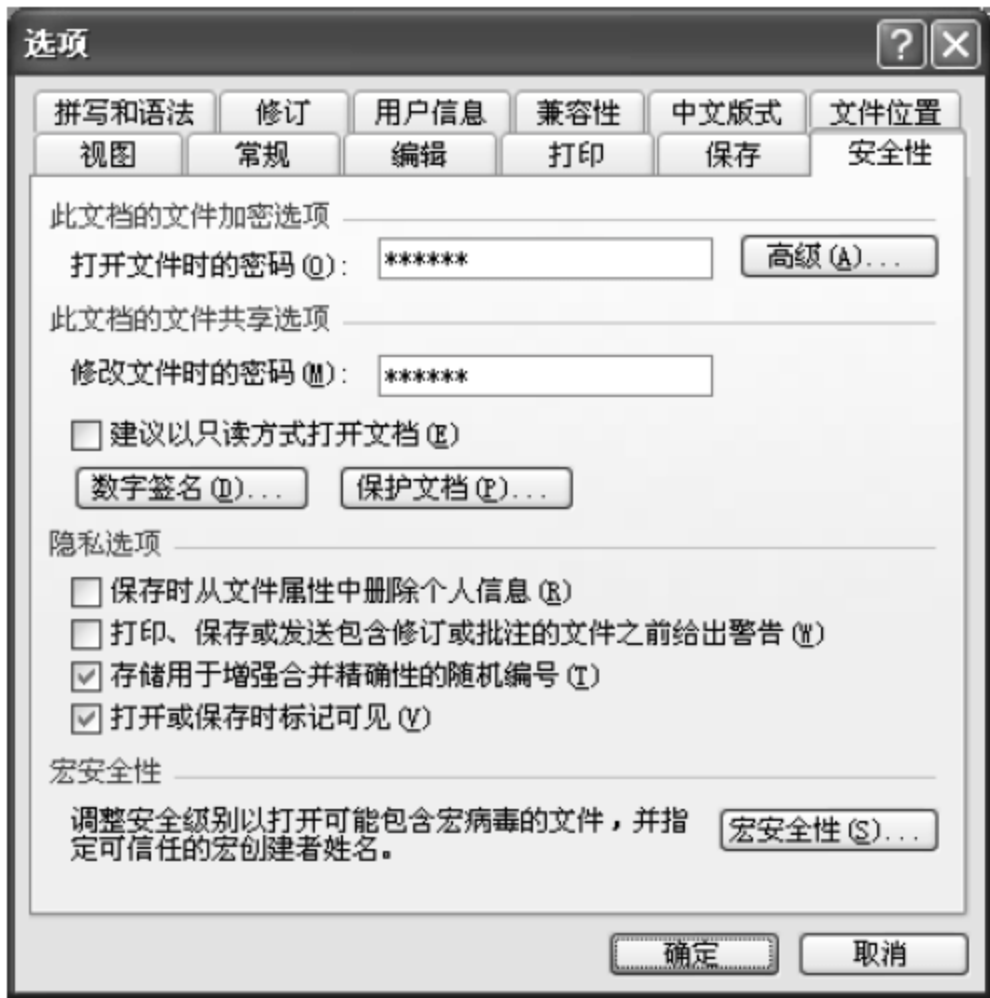 选项
拼写和语法 修订 用户信息 兼容性 中文版式 文件位置
视图 常规 编辑 打印 保存 安全性
此文档的文件加密选项
打开文件时的密码(O): ****** 高级(A)...
此文档的文件共享选项
修改文件时的密码(M): ******
建议以只读方式打开文档(E)
数字签名(D)... 保护文档(P)...
隐私选项
保存时从文件属性中删除个人信息(R)
打印、保存或发送包含修订或批注的文件之前给出警告(W)
存储用于增强合并精确性的随机编号(T)
打开或保存时标记可见(V)
宏安全性
调整安全级别以打开可能包含宏病毒的文件，并指
定可信任的宏创建者姓名。 宏安全性(S)...
确定 取消